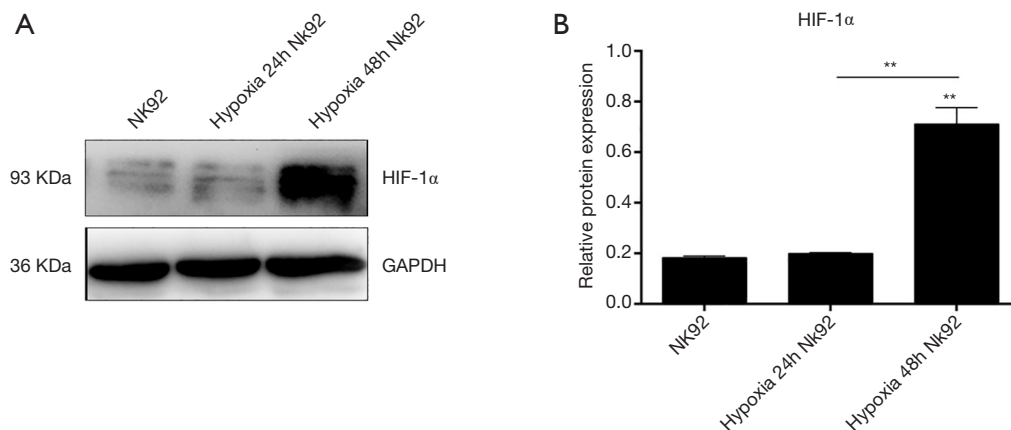 A
NK92
Hypoxia 24h Nk92
Hypoxia 48h Nk92
93 KDa
HIF-1α
36 KDa
GAPDH
B
HIF-1α
Relative protein expression
1.0
0.8
0.6
0.4
0.2
0.0
**
**
NK92
Hypoxia 24h Nk92
Hypoxia 48h Nk92